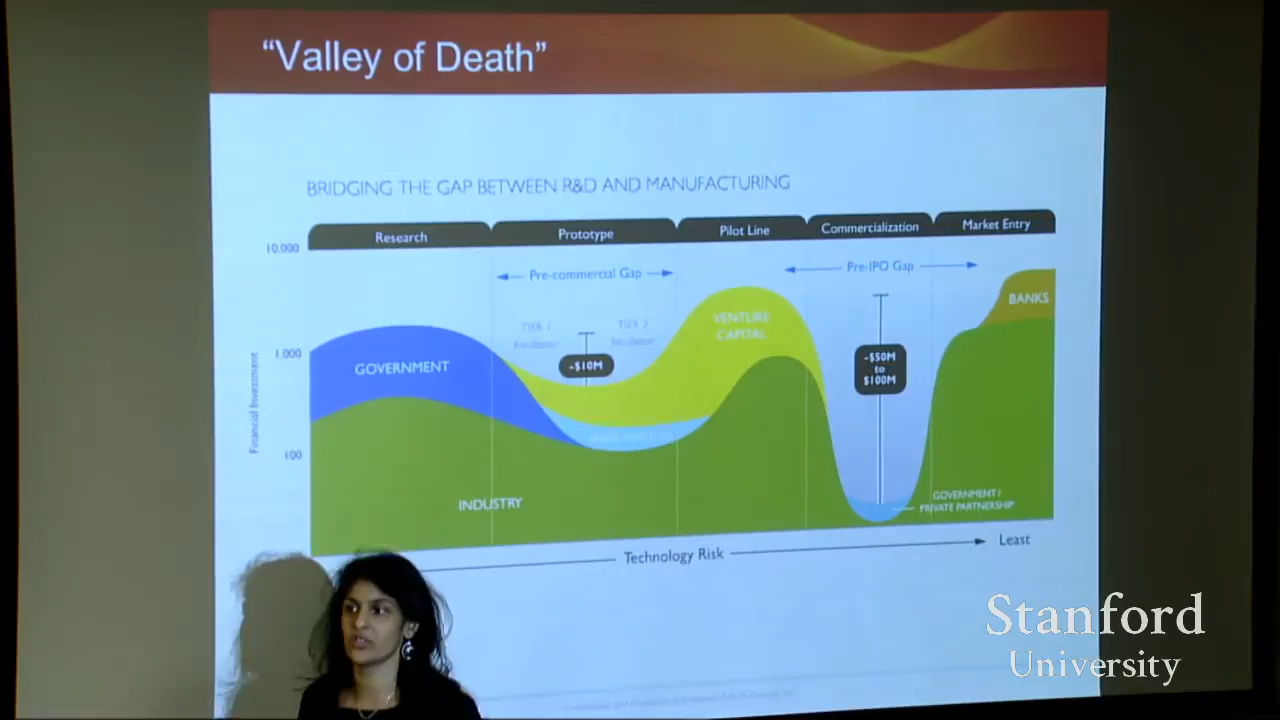 “Valley of Death”
BRIDGING THE GAP BETWEEN R&D AND MANUFACTURING
Research
Prototype
Pilot Line
Commercialization
Market Entry
10,000
Pre-commercial Gap
Pre-IPO Gap
TIER 1
Incubator
TIER 2
Incubator
VENTURE
CAPITAL
BANKS
1,000
GOVERNMENT
~$10M
~$50M
to
$100M
Financial Investment
100
INDUSTRY
GOVERNMENT /
PRIVATE PARTNERSHIP
Technology Risk
Least
Stanford
University